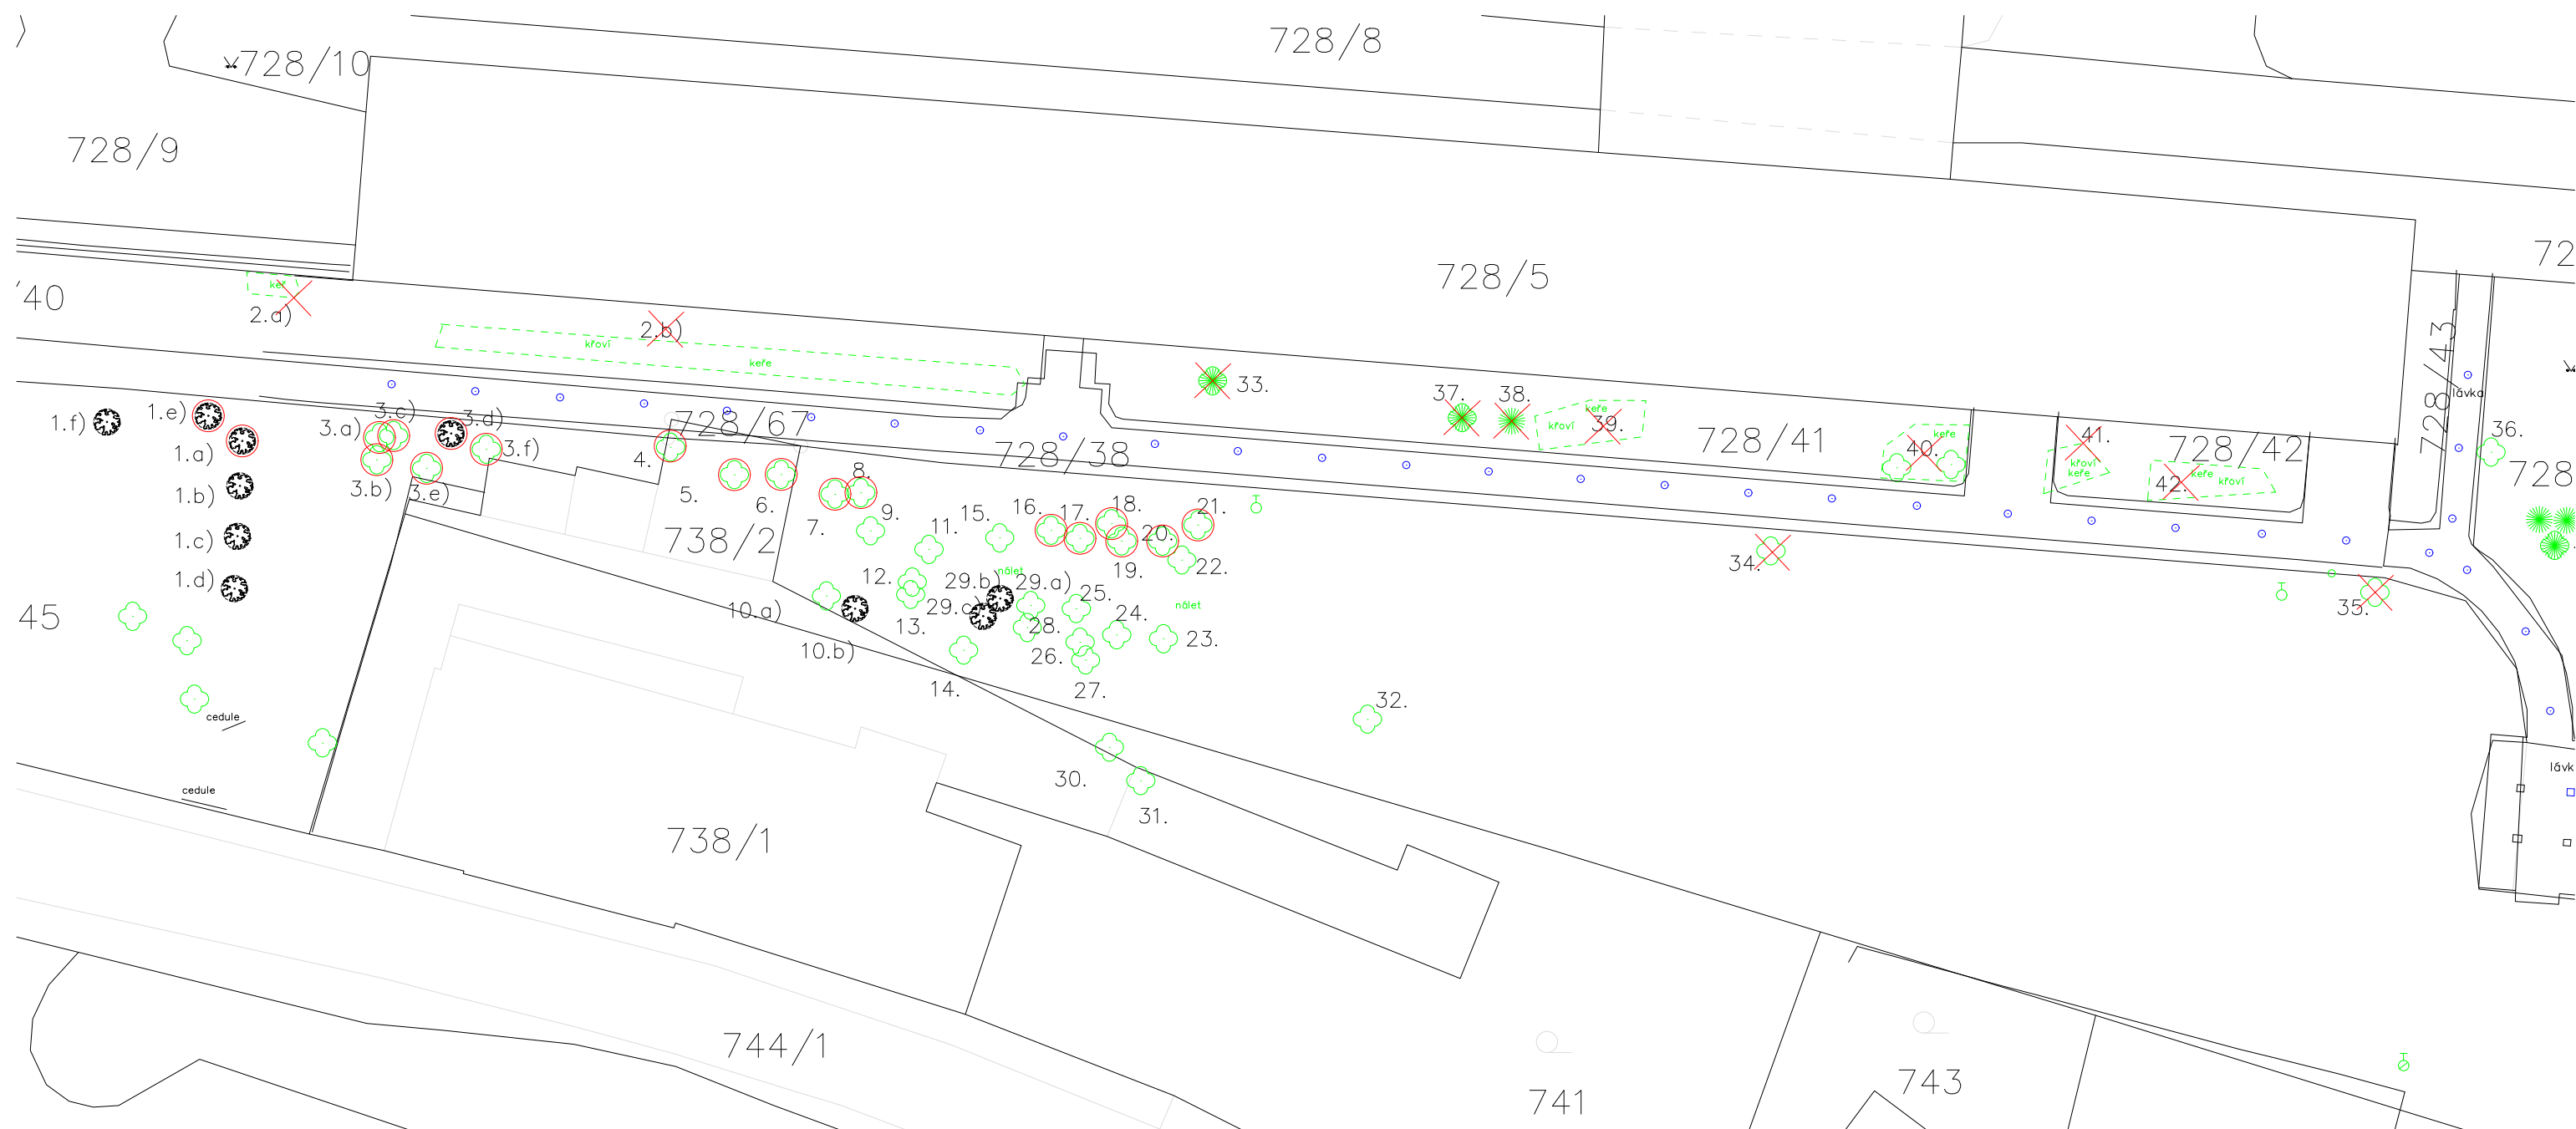 728/8
728/10
728/9
72
728/5
/40
keř
2.a)
2.b)
křoví
keře
728/43
lávka
33.
37.
38.
keře
křoví
39.
1.f)
1.e)
1.a)
1.b)
1.c)
1.d)
3.a)
3.c)
3.d)
3.f)
3.b)
3.e)
728/67
4.
5.
6.
7.
8.
9.
728/38
728/41
keře
40.
41.
křoví
keře
728/42
42.
keře
křoví
36.
728
738/2
11.
15.
16.
17.
18.
19.
20.
21.
22.
nálet
12.
29.b)
29.a)
29.c)
25.
24.
nálet
13.
28.
23.
26.
27.
10.a)
10.b)
14.
34.
35.
45
cedule
cedule
32.
30.
31.
lávk
738/1
744/1
741
743